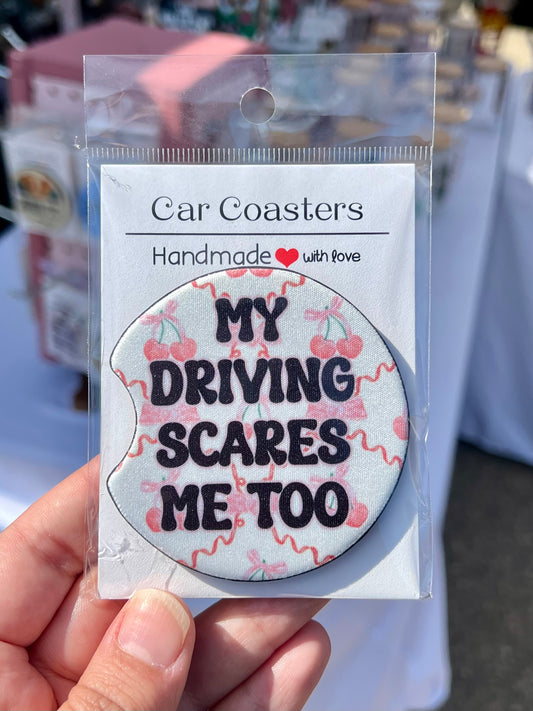 Car Coasters
Handmade with love
MY
DRIVING
SCARES
ME TOO